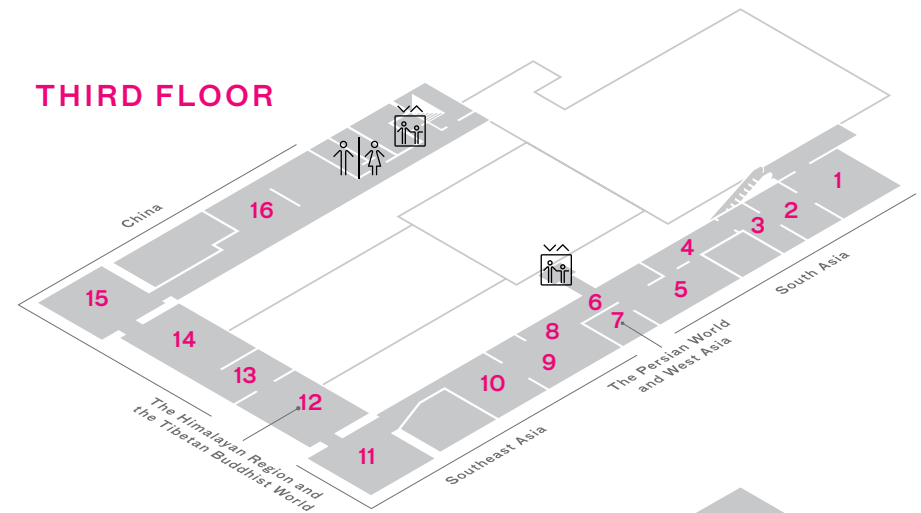 THIRD FLOOR
China
16
15
14
13
12
11
10
9
8
7
6
5
4
3
2
1
South Asia
The Persian World
and West Asia
Southeast Asia
The Himalayan Region and
the Tibetan Buddhist World